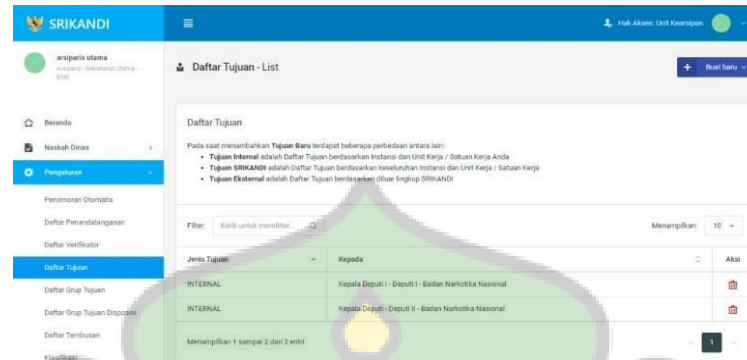 SRIKANDI
Hak Akses: Unit Kearsipan
arsiparis utama
Arsiparis - Sekretariat Utama -
BNN
Daftar Tujuan - List
+ Buat baru
Beranda
Naskah Dinas
Pengaturan
Penomoran Otomatis
Daftar Penandatanganan
Daftar Verifikator
Daftar Tujuan
Daftar Grup Tujuan
Daftar Grup Tujuan Disposisi
Daftar Tembusan
Klasifikasi
Daftar Tujuan
Pada saat menambahkan Tujuan Baru terdapat beberapa perbedaan antara lain:
• Tujuan Internal adalah Daftar Tujuan berdasarkan Instansi dan Unit Kerja / Satuan Kerja Anda
• Tujuan SRIKANDI adalah Daftar Tujuan berdasarkan keseluruhan Instansi dan Unit Kerja / Satuan Kerja
• Tujuan Eksternal adalah Daftar Tujuan berdasarkan diluar lingkup SRIKANDI
Filter: Ketik untuk memfilter... Menampilkan: 10
Jenis Tujuan Kepada Aksi
INTERNAL Kepala Deputi I - Deputi I - Badan Narkotika Nasional
INTERNAL Kepala Deputi - Deputi II - Badan Narkotika Nasional
Menampilkan 1 sampai 2 dari 2 entri 1